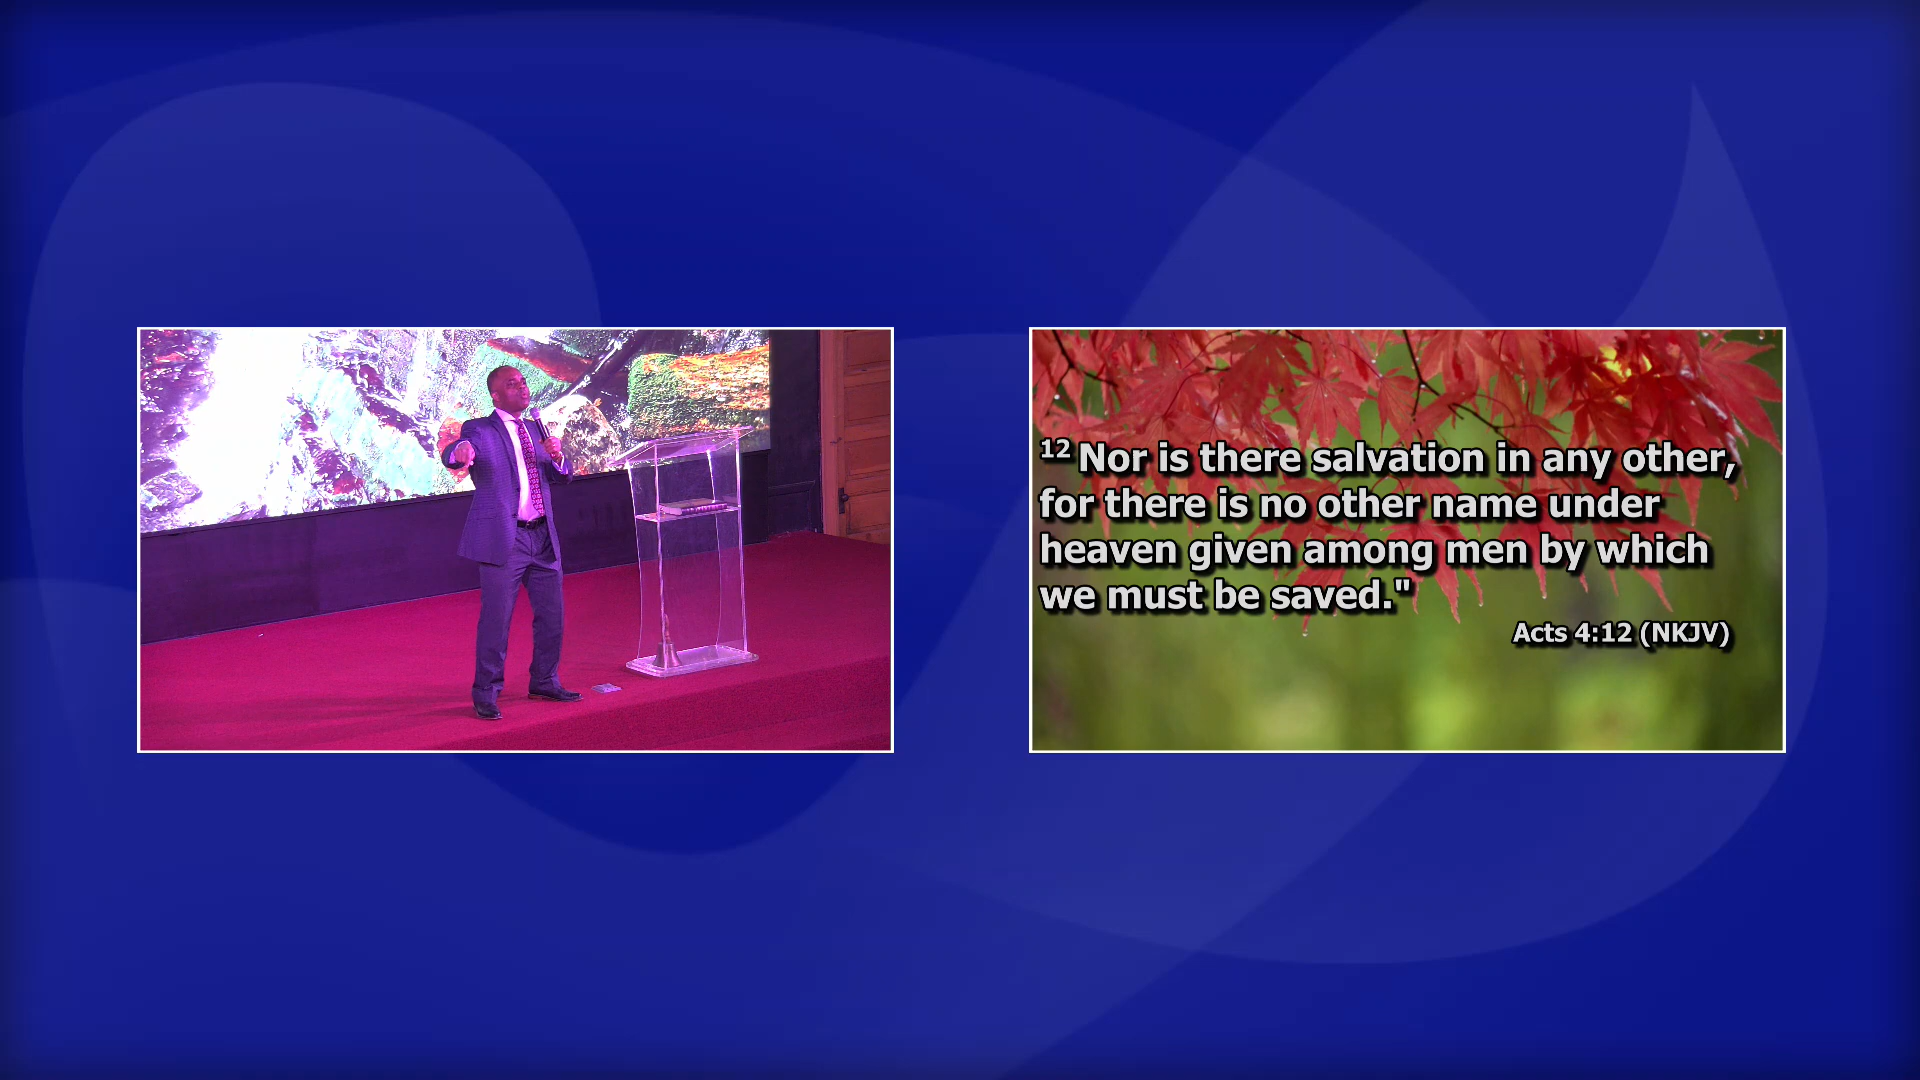 12 Nor is there salvation in any other,
for there is no other name under
heaven given among men by which
we must be saved."
Acts 4:12 (NKJV)